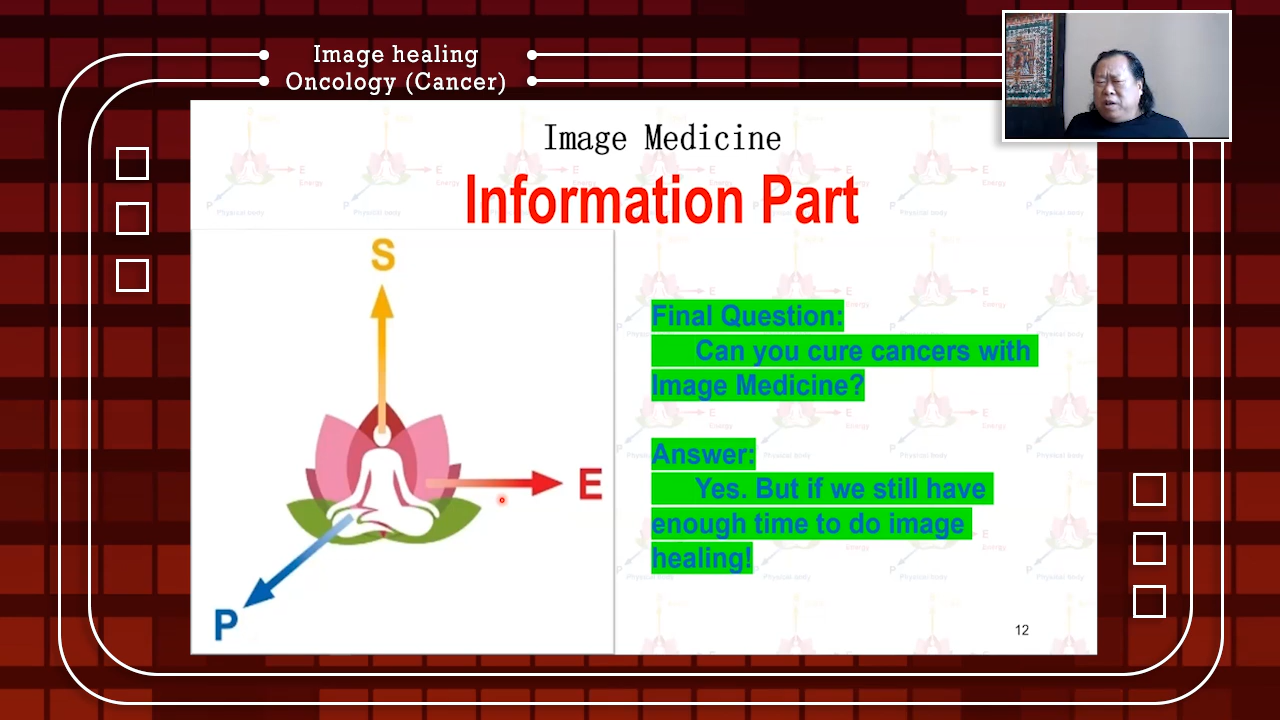 Image healing
Oncology (Cancer)
Image Medicine
Information Part
S
E
P
Final Question:
Can you cure cancers with
Image Medicine?
Answer:
Yes. But if we still have
enough time to do image
healing!
12